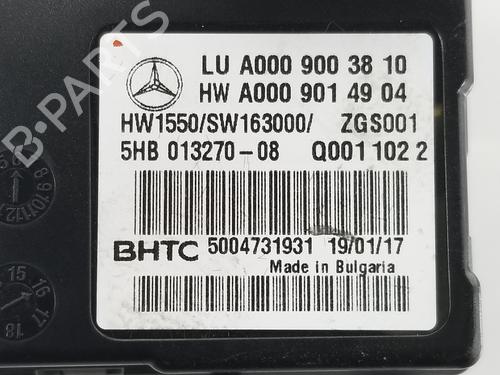 LU A000 900 38 10
HW A000 901 49 04
HW1550/SW163000/ ZGS001
5HB 013270-08 Q001 102 2
BHTC 5004731931 19/01/17
Made in Bulgaria
B-PARTS